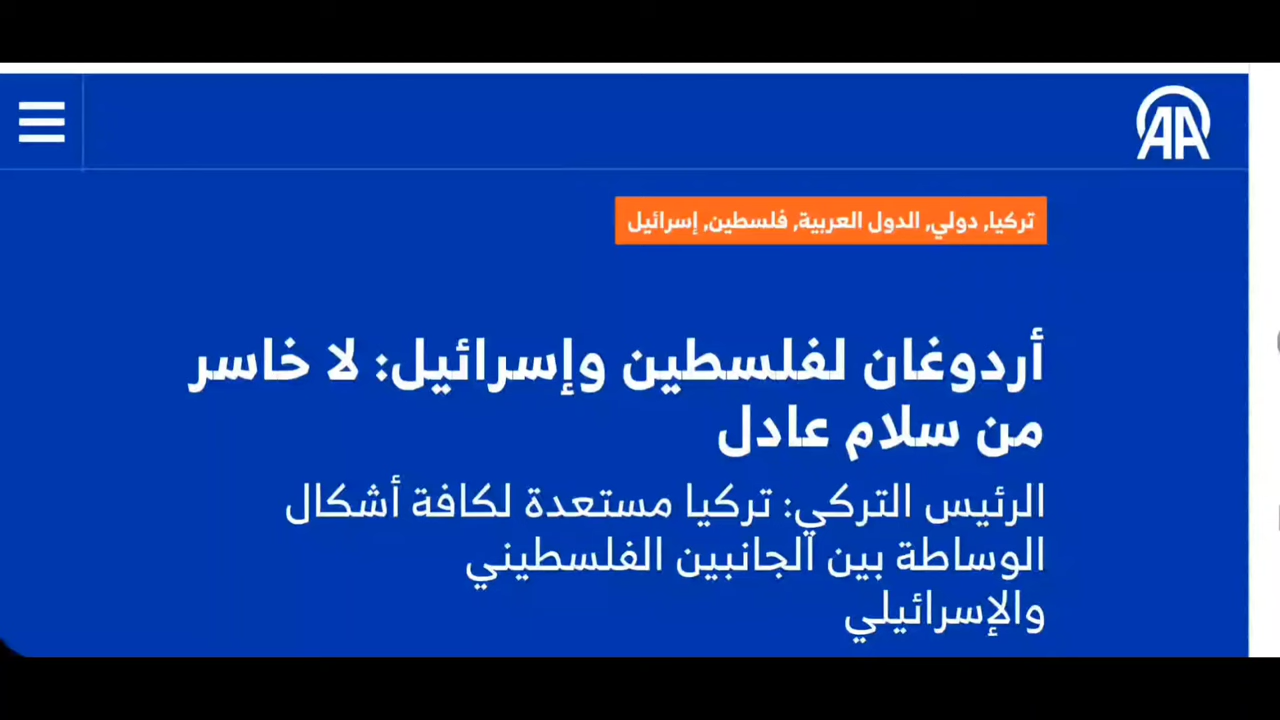 AA
تركيا, دولي, الدول العربية, فلسطين, إسرائيل
أردوغان لفلسطين وإسرائيل: لا خاسر
من سلام عادل
الرئيس التركي: تركيا مستعدة لكافة أشكال
الوساطة بين الجانبين الفلسطيني
والإسرائيلي